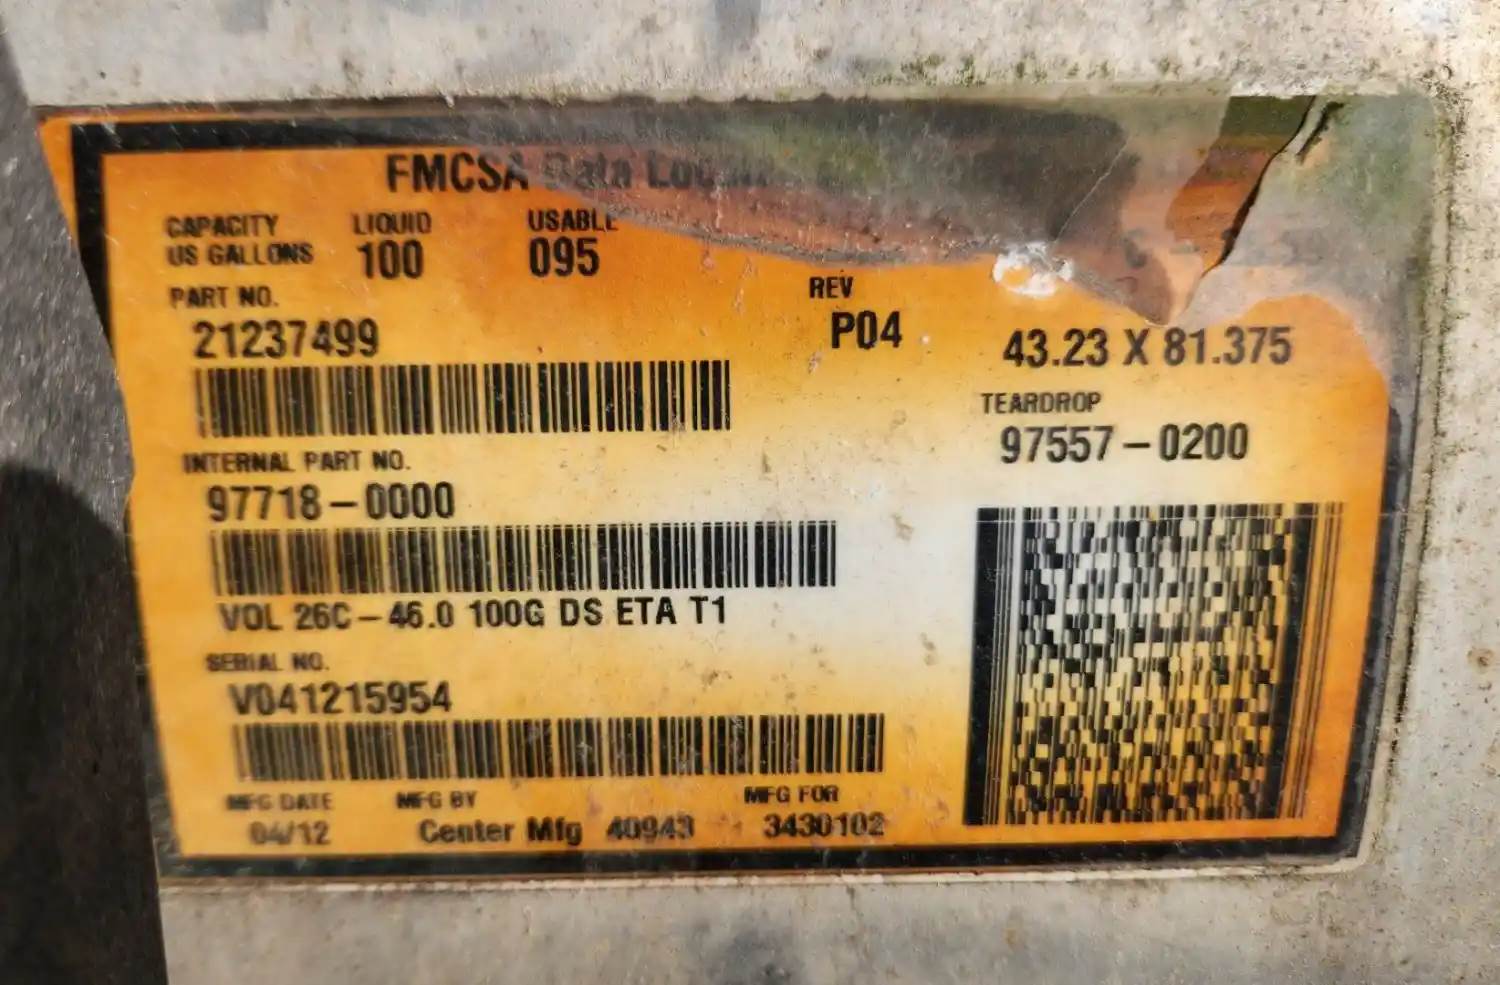 FMCSA Data
CAPACITY LIQUID USABLE
US GALLONS 100 095
PART NO. REV
21237499 P04 43.23 X 81.375
TEARDROP
97557-0200
INTERNAL PART NO.
97718-0000
VOL 26C-46.0 100G DS ETA T1
SERIAL NO.
V041215954
MFG DATE MFG BY MFG FOR
04/12 Center Mfg 40943 3430102